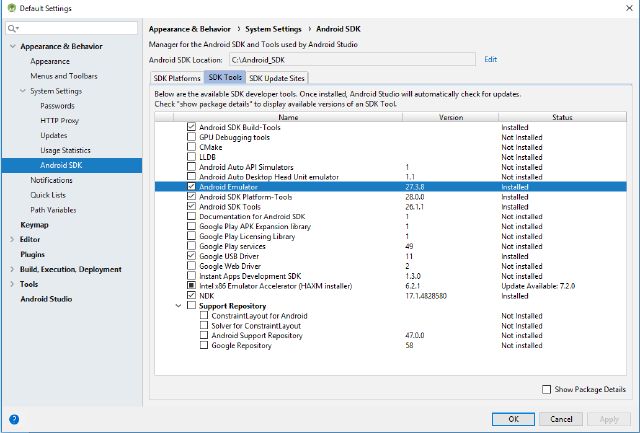 Default Settings
Appearance & Behavior
Appearance
Menus and Toolbars
System Settings
Passwords
HTTP Proxy
Updates
Usage Statistics
Android SDK
Notifications
Quick Lists
Path Variables
Keymap
Editor
Plugins
Build, Execution, Deployment
Tools
Android Studio
Appearance & Behavior > System Settings > Android SDK
Manager for the Android SDK and Tools used by Android Studio
Android SDK Location: C:\Android_SDK Edit
SDK Platforms SDK Tools SDK Update Sites
Below are the available SDK developer tools. Once installed, Android Studio will automatically check for updates.
Check "show package details" to display available versions of an SDK Tool.
Name Version Status
Android SDK Build-Tools Installed
GPU Debugging tools Not Installed
CMake Not Installed
LLDB Not Installed
Android Auto API Simulators 1 Not installed
Android Auto Desktop Head Unit emulator 1.1 Not installed
Android Emulator 27.3.8 Installed
Android SDK Platform-Tools 28.0.0 Installed
Android SDK Tools 26.1.1 Installed
Documentation for Android SDK 1 Not installed
Google Play APK Expansion library 1 Not installed
Google Play Licensing Library 1 Not installed
Google Play services 49 Not installed
Google USB Driver 11 Installed
Google Web Driver 2 Not installed
Instant Apps Development SDK 1.3.0 Not installed
Intel x86 Emulator Accelerator (HAXM installer) 6.2.1 Update Available: 7.2.0
NDK 17.1.4828580 Installed
Support Repository
ConstraintLayout for Android Not Installed
Solver for ConstraintLayout Not Installed
Android Support Repository 47.0.0 Not installed
Google Repository 58 Not installed
Show Package Details
? OK Cancel Apply